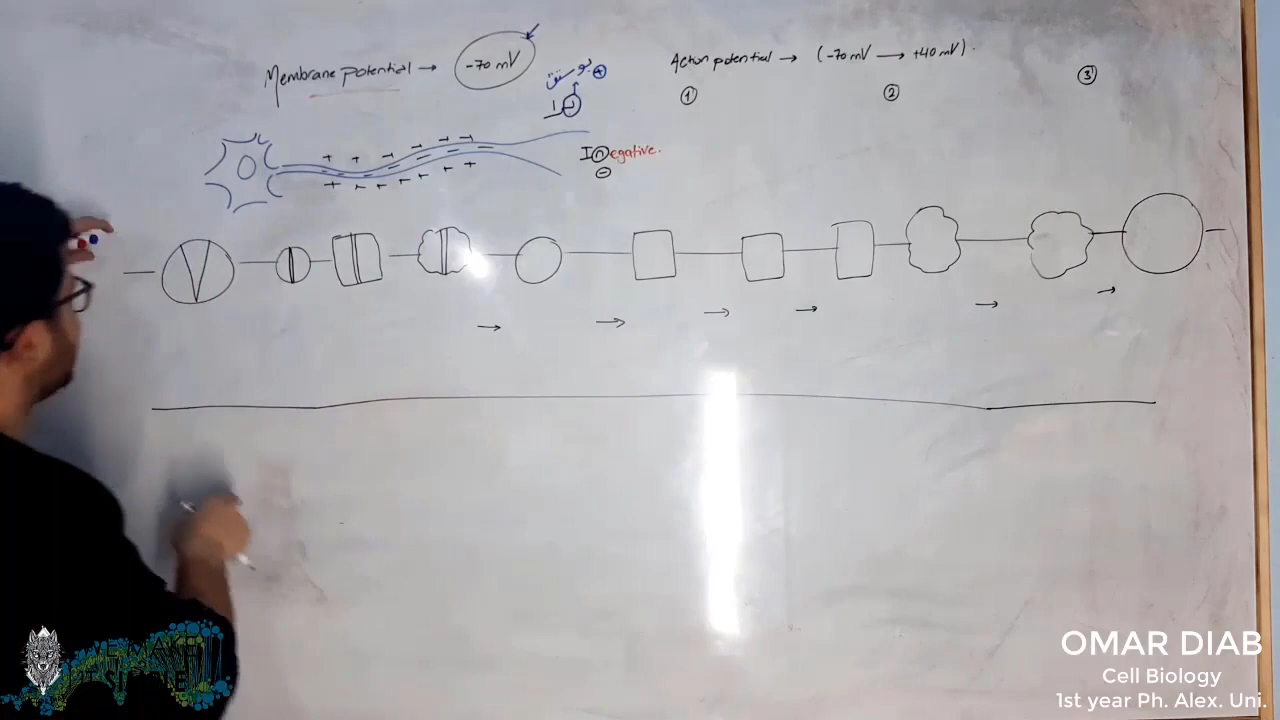 Membrane potential → -70 mV
Action potential → (-70 mV → +40 mV).
① ② ③
Inegative.
OMAR DIAB
Cell Biology
1st year Ph. Alex. Uni.